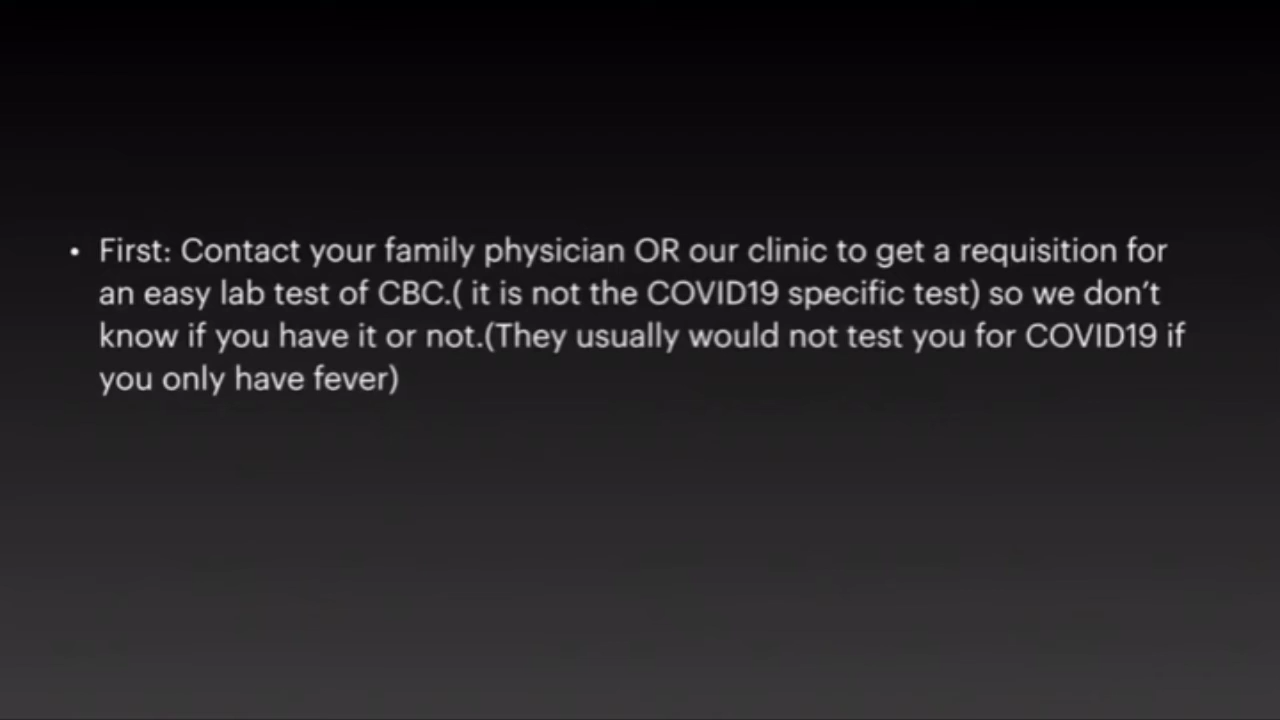 • First: Contact your family physician OR our clinic to get a requisition for
an easy lab test of CBC.( it is not the COVID19 specific test) so we don't
know if you have it or not.(They usually would not test you for COVID19 if
you only have fever)